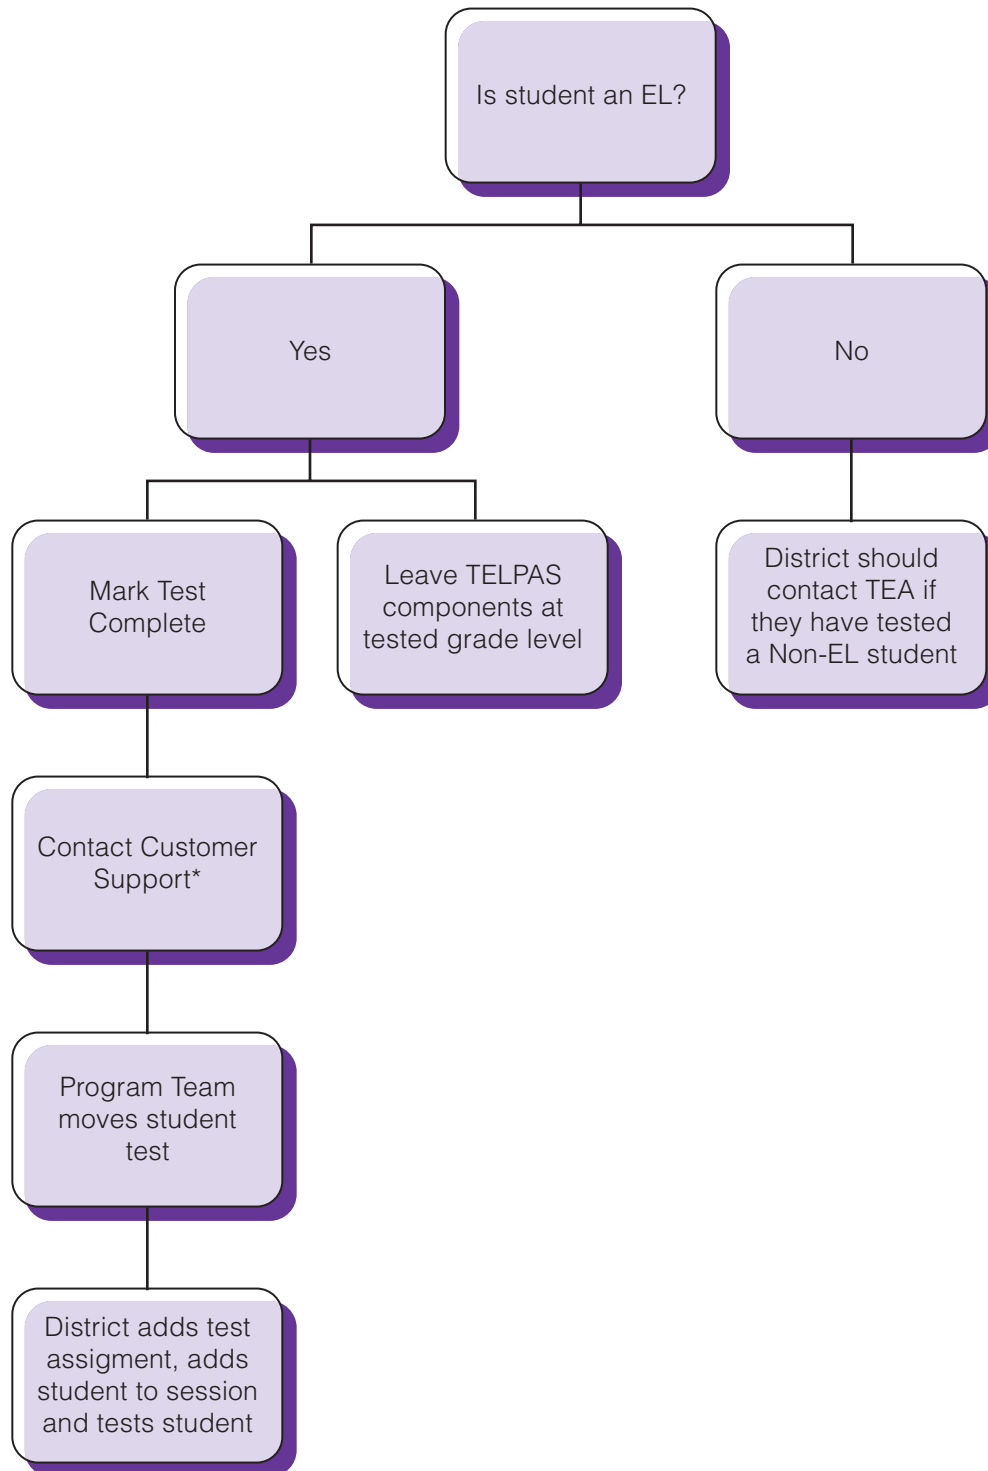 Is student an EL?
Yes
No
Mark Test
Complete
Leave TELPAS
components at
tested grade level
District should
contact TEA if
they have tested
a Non-EL student
Contact Customer
Support*
Program Team
moves student
test
District adds test
assigment, adds
student to session
and tests student